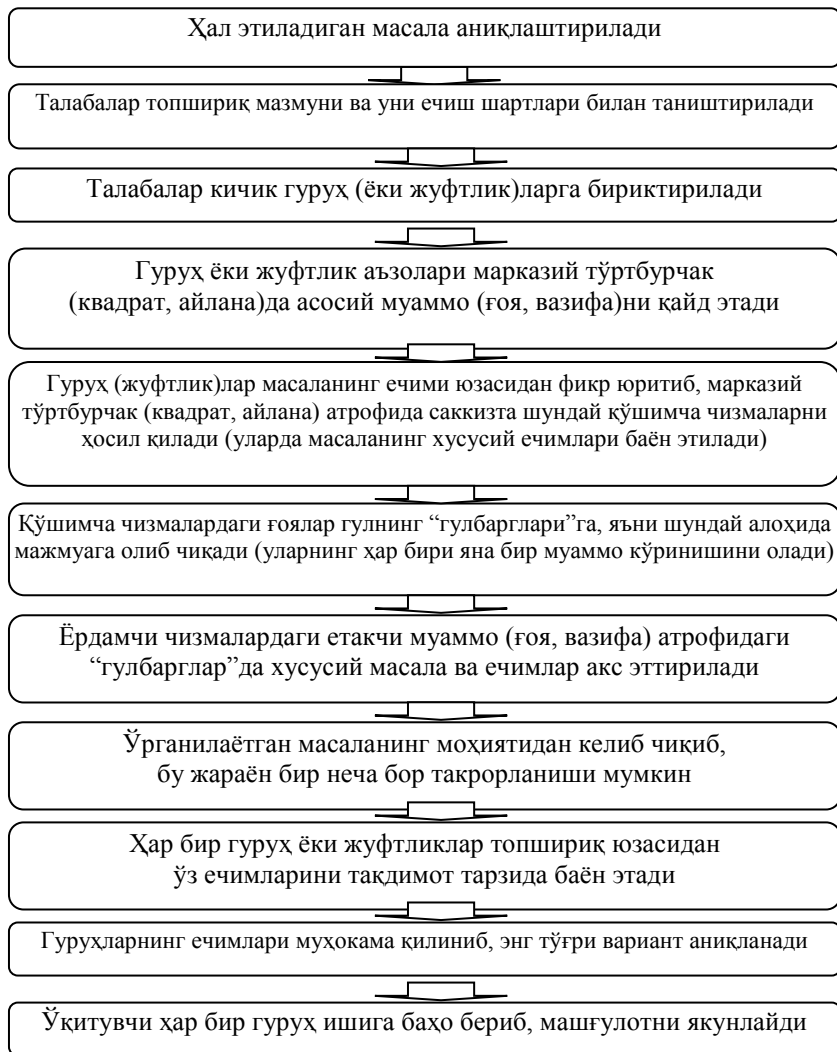 Ҳал этиладиган масала аниқлаштирилади
Талабалар топшириқ мазмуни ва уни ечиш шартлари билан таништирилади
Талабалар кичик гуруҳ (ёки жуфтлик)ларга бириктирилади
Гуруҳ ёки жуфтлик аъзолари марказий тўртбурчак
(квадрат, айлана)да асосий муаммо (ғоя, вазифа)ни қайд этади
Гуруҳ (жуфтлик)лар масаланинг ечими юзасидан фикр юритиб, марказий
тўртбурчак (квадрат, айлана) атрофида саккизта шундай қўшимча чизмаларни
ҳосил қилади (уларда масаланинг хусусий ечимлари баён этилади)
Қўшимча чизмалардаги ғоялар гулнинг “гулбарглари”га, яъни шундай алоҳида
мажмуага олиб чиқади (уларнинг ҳар бири яна бир муаммо кўринишини олади)
Ёрдамчи чизмалардаги етакчи муаммо (ғоя, вазифа) атрофидаги
“гулбарглар”да хусусий масала ва ечимлар акс эттирилади
Ўрганилаётган масаланинг моҳиятидан келиб чиқиб,
бу жараён бир неча бор такрорланиши мумкин
Ҳар бир гуруҳ ёки жуфтликлар топшириқ юзасидан
ўз ечимларини тақдимот тарзида баён этади
Гуруҳларнинг ечимлари муҳокама қилиниб, энг тўғри вариант аниқланади
Ўқитувчи ҳар бир гуруҳ ишига баҳо бериб, машғулотни якунлайди